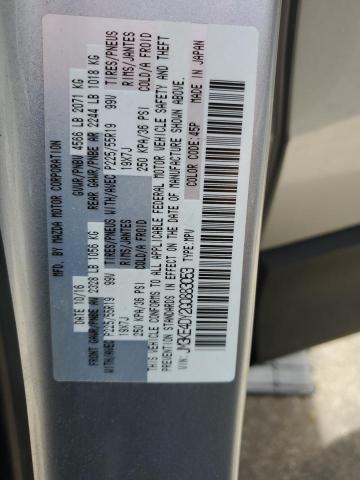 MFD. BY MAZDA MOTOR CORPORATION
DATE 10/16 GVWR/PNBV 4566 LB 2071 KG
FRONT GAWR/PNBE AV 2328 LB 1056 KG REAR GAWR/PNBE AR 2244 LB 1018 KG
WITH/AVEC P225/55R19 99V TIRES/PNEUS WITH/AVEC P225/55R19 99V TIRES/PNEUS
19X7J RIMS/JANTES 19X7J RIMS/JANTES
250 KPA/36 PSI COLD/A FROID 250 KPA/36 PSI COLD/A FROID
THIS VEHICLE CONFORMS TO ALL APPLICABLE FEDERAL MOTOR VEHICLE SAFETY AND THEFT
PREVENTION STANDARDS IN EFFECT ON THE DATE OF MANUFACTURE SHOWN ABOVE.
COLOR CODE:45P MADE IN JAPAN
TYPE:MPV